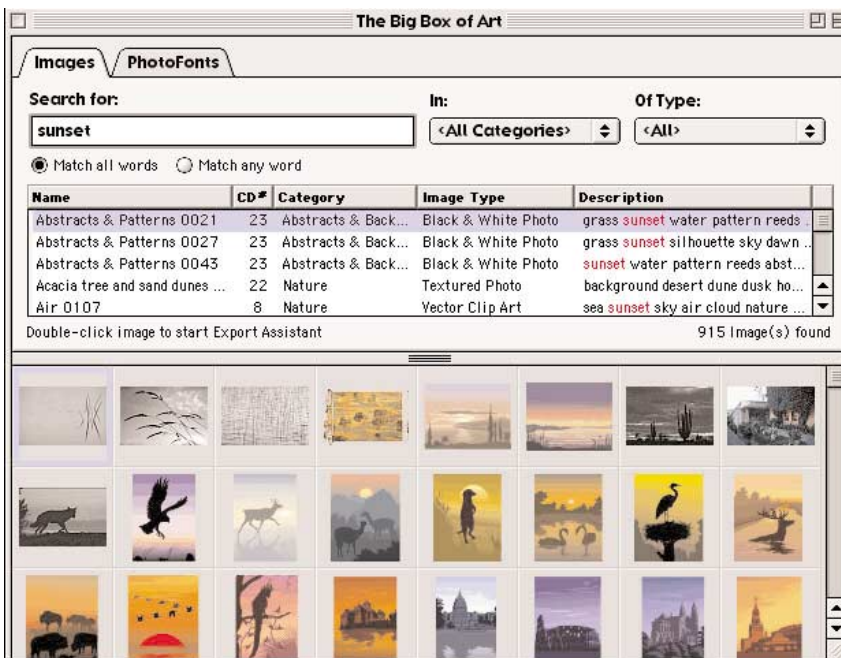 The Big Box of Art
Images PhotoFonts
Search for: In: Of Type:
sunset <All Categories> <All>
Match all words Match any word
Name CD# Category Image Type Description
Abstracts & Patterns 0021 23 Abstracts & Back... Black & White Photo grass sunset water pattern reeds .
Abstracts & Patterns 0027 23 Abstracts & Back... Black & White Photo grass sunset silhouette sky dawn ..
Abstracts & Patterns 0043 23 Abstracts & Back... Black & White Photo sunset water pattern reeds abst...
Acacia tree and sand dunes ... 22 Nature Textured Photo background desert dune dusk ho...
Air 0107 8 Nature Vector Clip Art sea sunset sky air cloud nature ...
Double-click image to start Export Assistant 915 Image(s) found